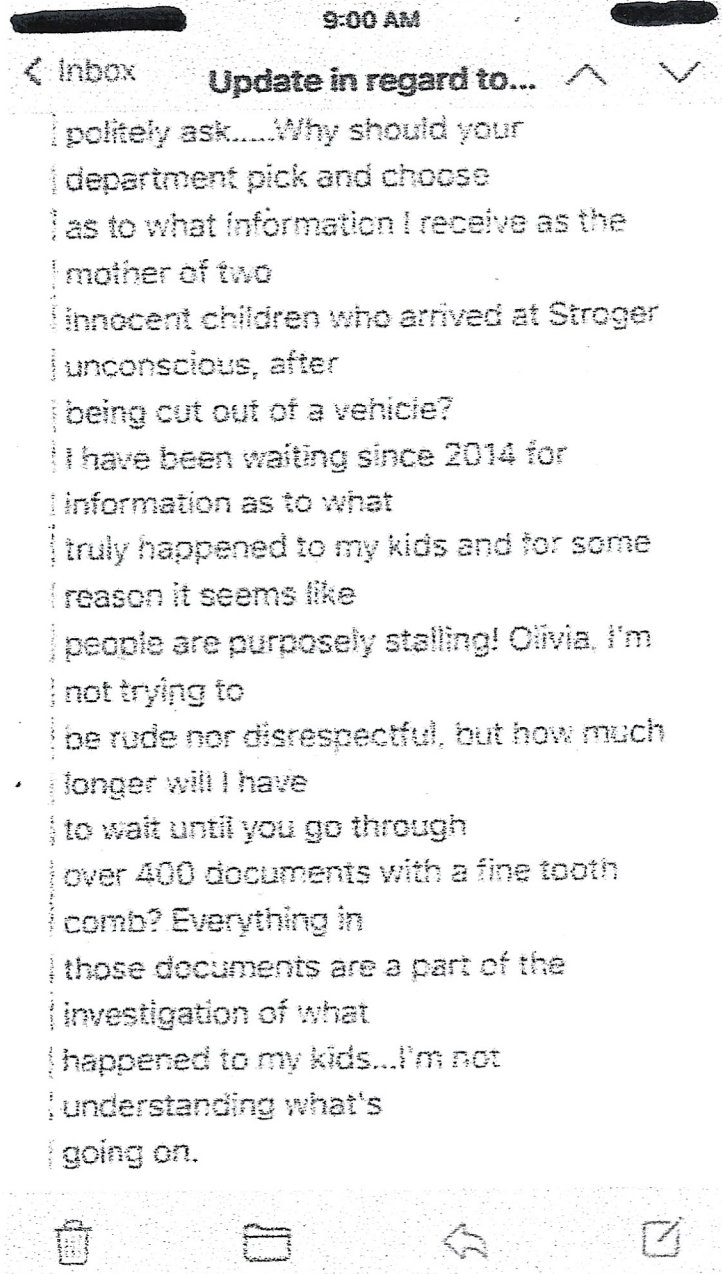 9:00 AM
Inbox
Update in regard to...
politely ask.....Why should your
department pick and choose
as to what information I receive as the
mother of two
innocent children who arrived at Stroger
unconscious, after
being cut out of a vehicle?
I have been waiting since 2014 for
information as to what
truly happened to my kids and for some
reason it seems like
people are purposely stalling! Olivia, I'm
not trying to
be rude nor disrespectful, but how much
longer will I have
to wait until you go through
over 400 documents with a fine tooth
comb? Everything in
those documents are a part of the
investigation of what
happened to my kids...I'm not
understanding what's
going on.